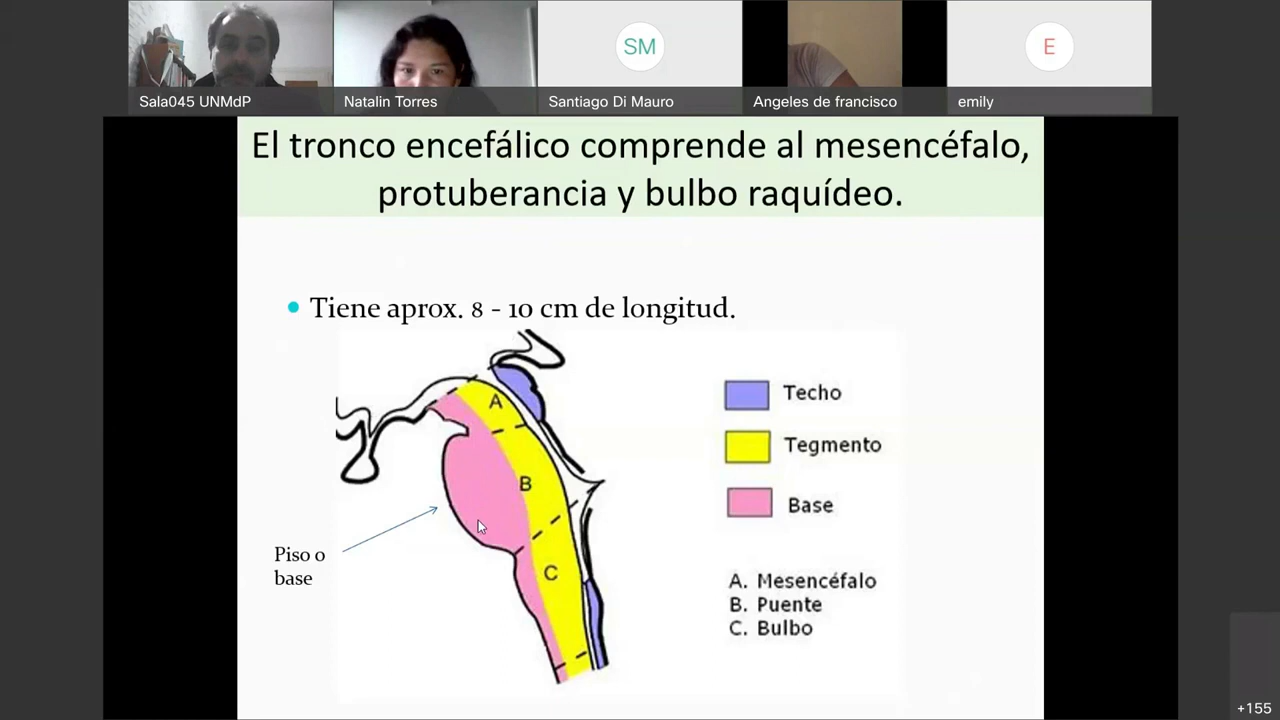 SM
E
Sala045 UNMdP
Natalin Torres
Santiago Di Mauro
Angeles de francisco
emily
El tronco encefálico comprende al mesencéfalo,
protuberancia y bulbo raquídeo.
• Tiene aprox. 8 - 10 cm de longitud.
A
B
C
Piso o
base
Techo
Tegmento
Base
A. Mesencéfalo
B. Puente
C. Bulbo
+155